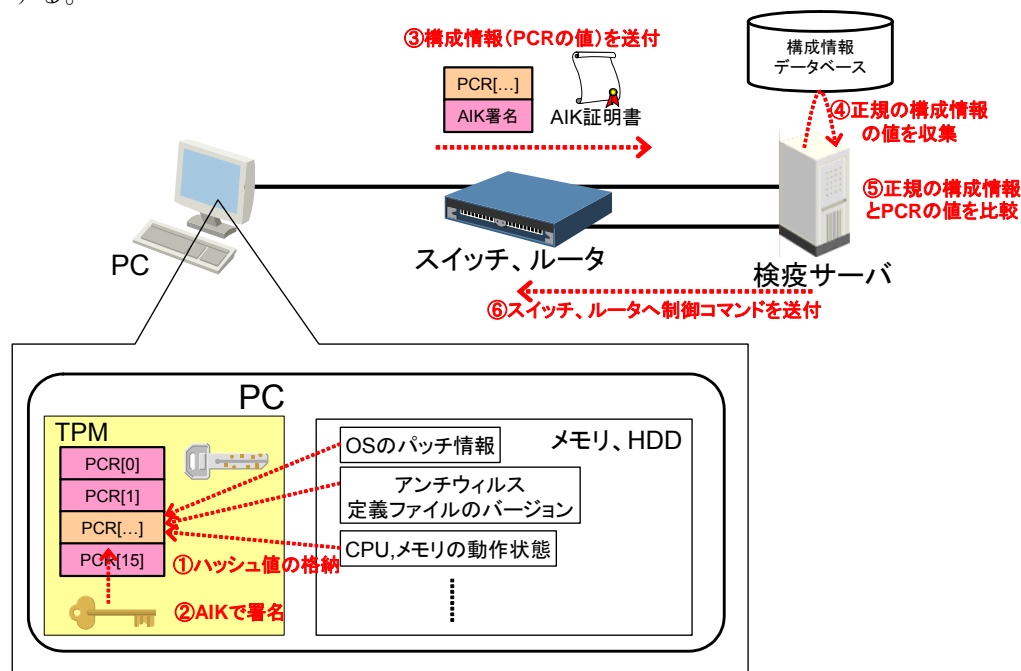 する。
③構成情報（PCRの値）を送付
PCR[…]
AIK署名
AIK証明書
構成情報
データベース
④正規の構成情報
の値を収集
⑤正規の構成情報
とPCRの値を比較
PC
スイッチ、ルータ
検疫サーバ
⑥スイッチ、ルータへ制御コマンドを送付
PC
TPM
PCR[0]
PCR[1]
PCR[…]
PCR[15]
①ハッシュ値の格納
②AIKで署名
メモリ、HDD
OSのパッチ情報
アンチウィルス
定義ファイルのバージョン
CPU,メモリの動作状態